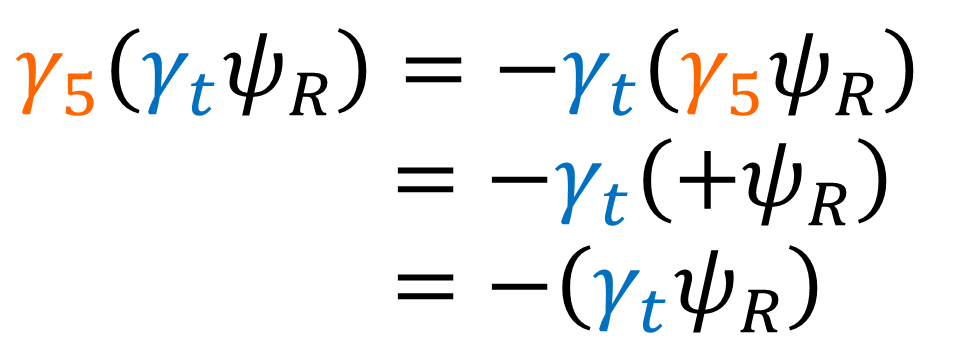 γ₅(γₜψ_R) = −γₜ(γ₅ψ_R)
= −γₜ(+ψ_R)
= −(γₜψ_R)